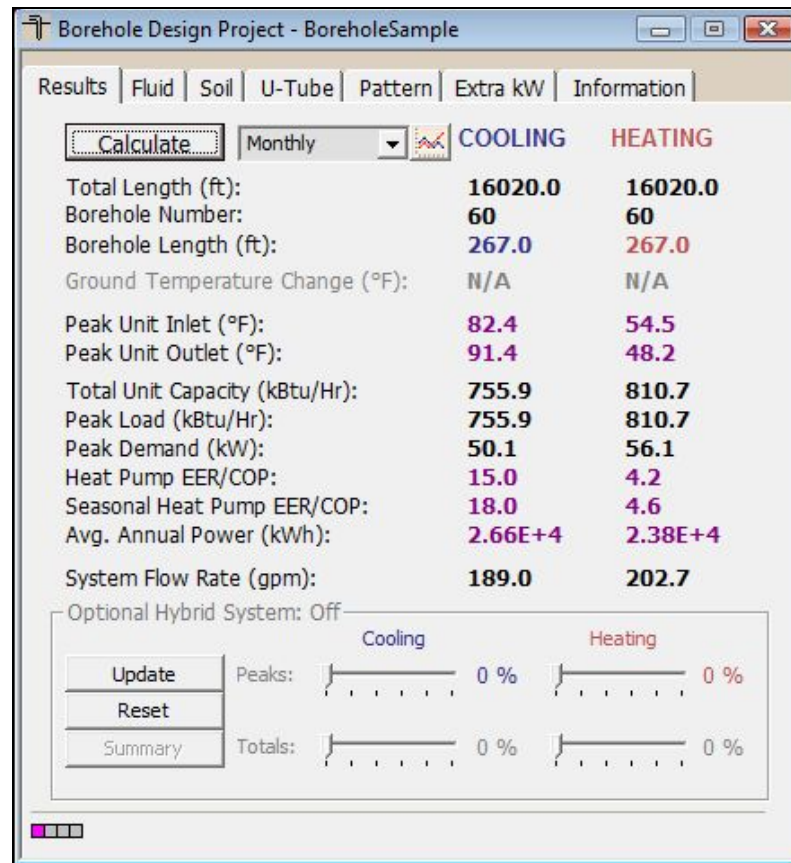 Borehole Design Project - BoreholeSample
Results Fluid Soil U-Tube Pattern Extra kW Information
Calculate Monthly COOLING HEATING
Total Length (ft): 16020.0 16020.0
Borehole Number: 60 60
Borehole Length (ft): 267.0 267.0
Ground Temperature Change (°F): N/A N/A
Peak Unit Inlet (°F): 82.4 54.5
Peak Unit Outlet (°F): 91.4 48.2
Total Unit Capacity (kBtu/Hr): 755.9 810.7
Peak Load (kBtu/Hr): 755.9 810.7
Peak Demand (kW): 50.1 56.1
Heat Pump EER/COP: 15.0 4.2
Seasonal Heat Pump EER/COP: 18.0 4.6
Avg. Annual Power (kWh): 2.66E+4 2.38E+4
System Flow Rate (gpm): 189.0 202.7
Optional Hybrid System: Off
Cooling Heating
Update Peaks: 0 % 0 %
Reset
Summary Totals: 0 % 0 %